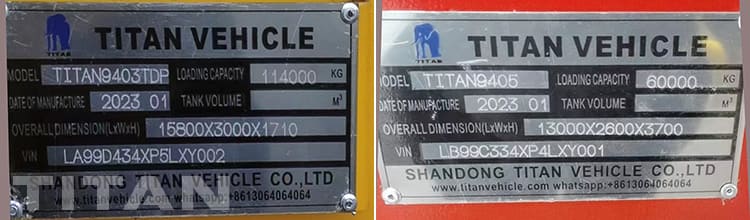 TITAN
TITAN VEHICLE
MODEL TITAN9403TDP LOADING CAPACITY 114000 KG
DATE OF MANUFACTURE 2023 01 TANK VOLUME M³
OVERALL DIMENSION(LxWxH) 15800X3000X1710
VIN LA99D434XP5LXY002
SHANDONG TITAN VEHICLE CO.,LTD
www.titanvehicle.com whatsapp:+8613064064064
TITAN
TITAN
TITAN VEHICLE
MODEL TITAN9405 LOADING CAPACITY 60000 KG
DATE OF MANUFACTURE 2023 01 TANK VOLUME M³
OVERALL DIMENSION(LxWxH) 13000X2600X3700
VIN LB99C334XP4LXY001
SHANDONG TITAN VEHICLE CO.,LTD
www.titanvehicle.com whatsapp:+8613064064064